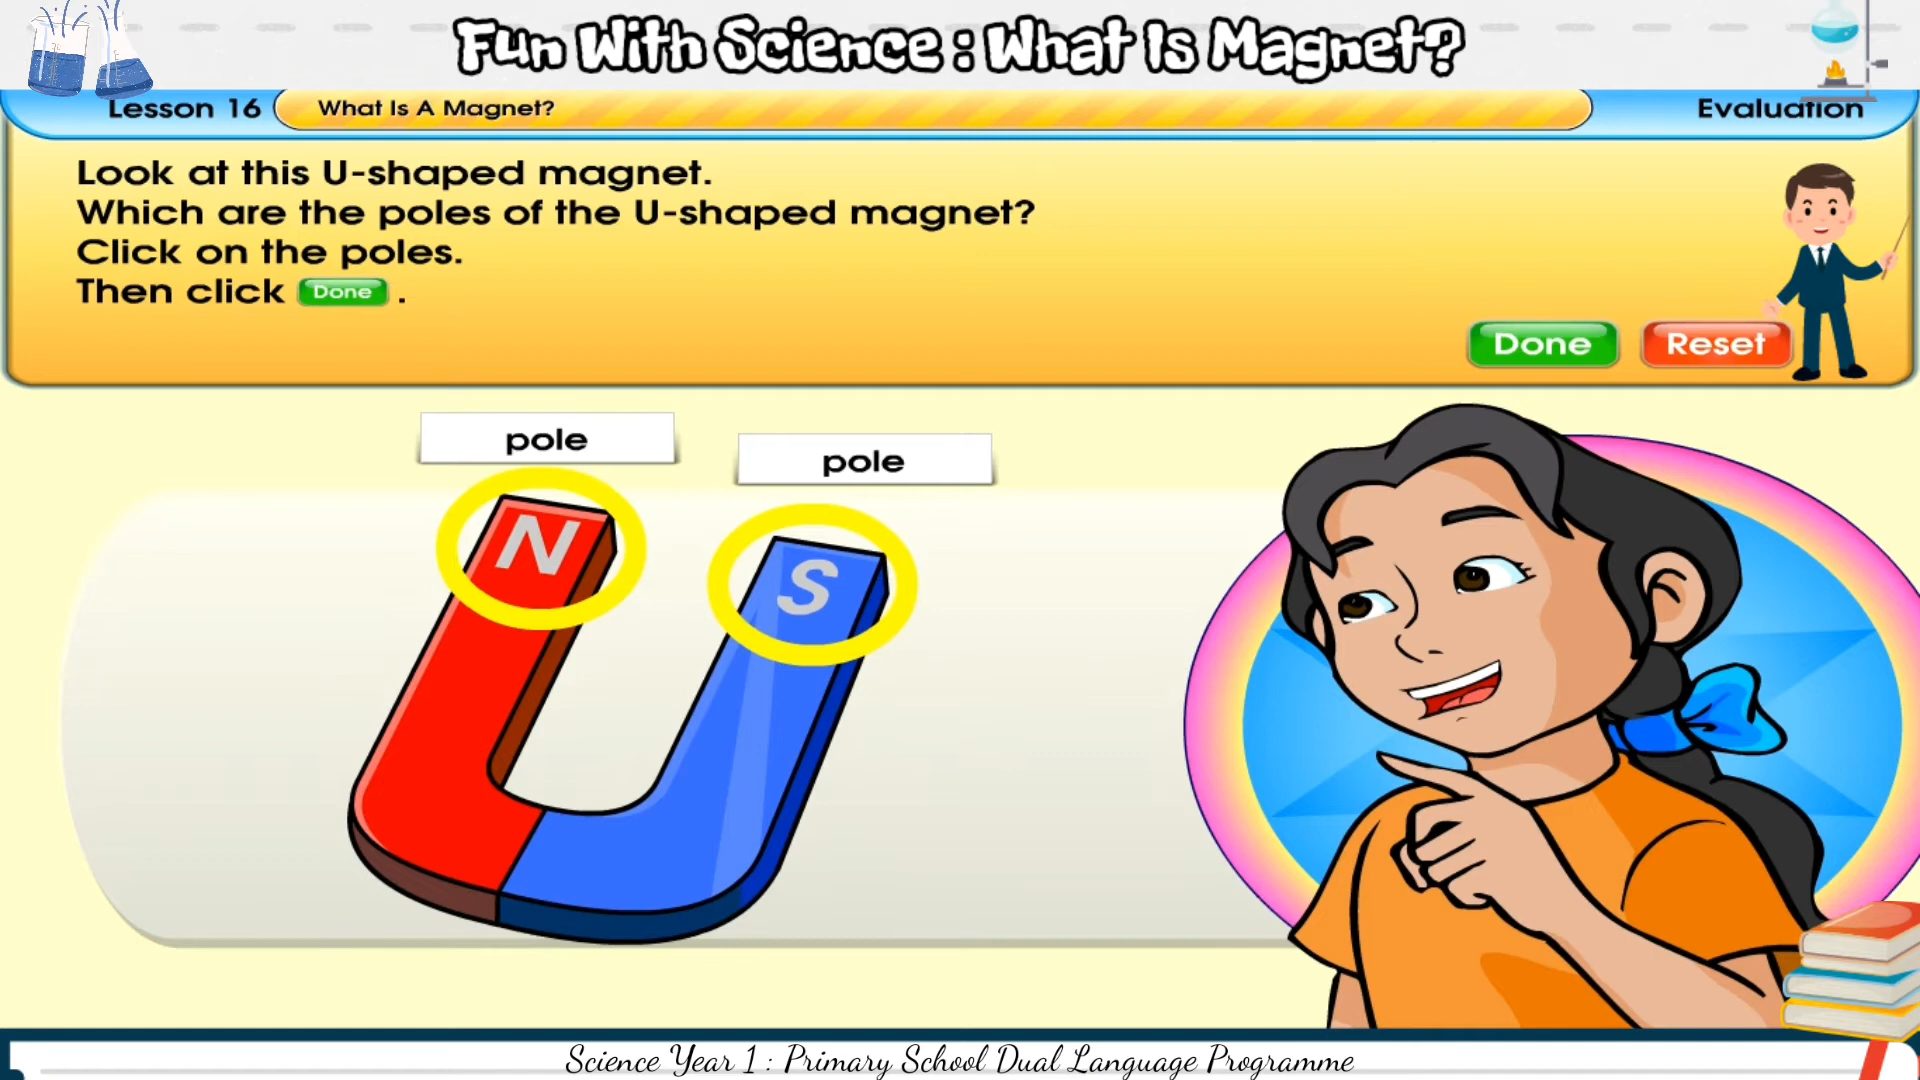 Fun With Science : What Is Magnet?
Lesson 16 What Is A Magnet? Evaluation
Look at this U-shaped magnet.
Which are the poles of the U-shaped magnet?
Click on the poles.
Then click Done .
Done Reset
pole
pole
N
S
Science Year 1 : Primary School Dual Language Programme